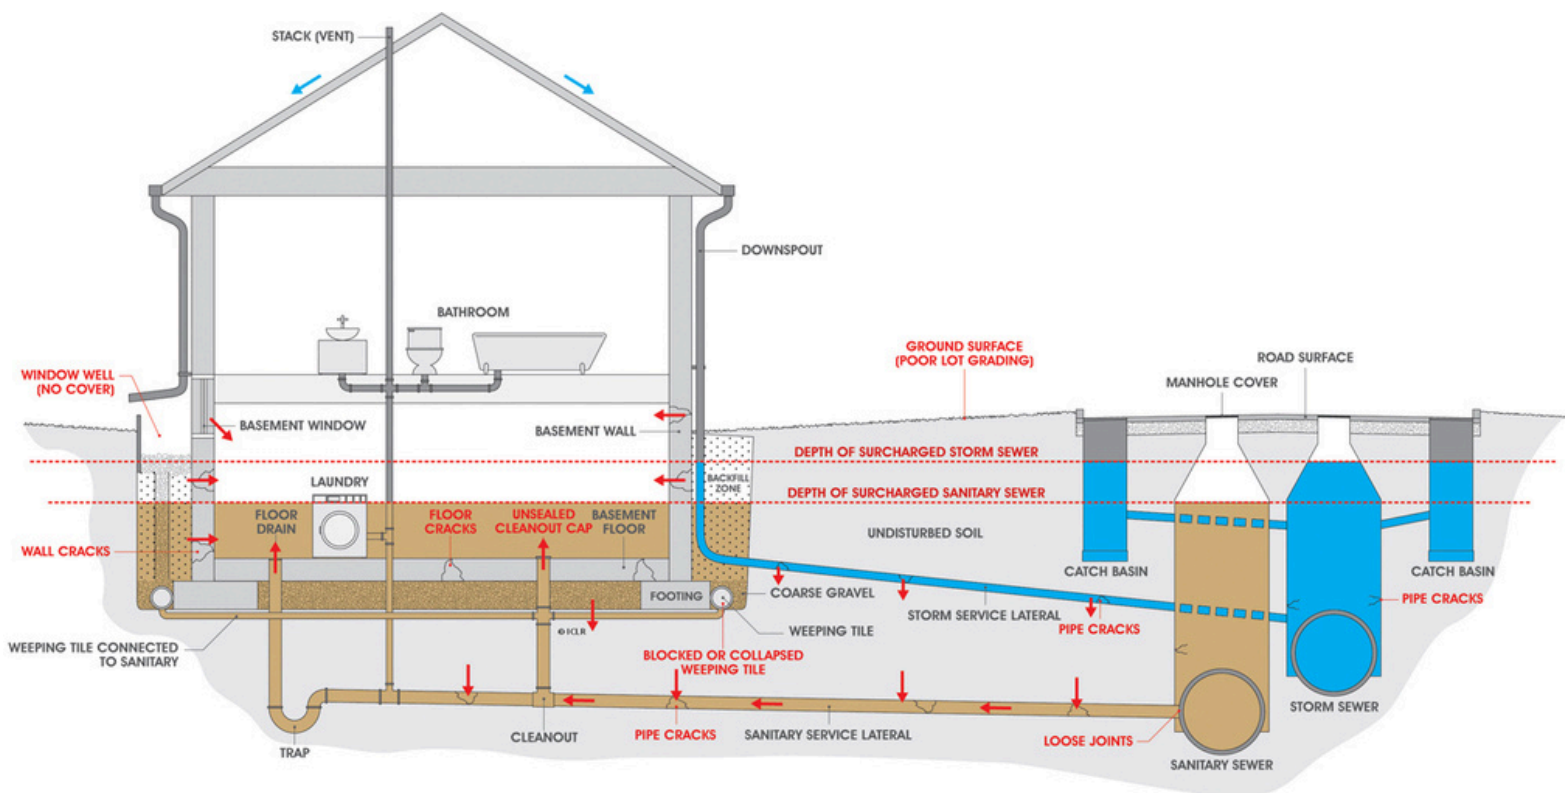 STACK (VENT)
DOWNSPOUT
BATHROOM
WINDOW WELL
(NO COVER)
GROUND SURFACE
(POOR LOT GRADING)
ROAD SURFACE
MANHOLE COVER
BASEMENT WINDOW
BASEMENT WALL
DEPTH OF SURCHARGED STORM SEWER
LAUNDRY
BACKFILL
ZONE
DEPTH OF SURCHARGED SANITARY SEWER
FLOOR
DRAIN
FLOOR
CRACKS
UNSEALED
CLEANOUT CAP
BASEMENT
FLOOR
UNDISTURBED SOIL
WALL CRACKS
CATCH BASIN
CATCH BASIN
FOOTING
COARSE GRAVEL
STORM SERVICE LATERAL
PIPE CRACKS
PIPE CRACKS
© ICLR
WEEPING TILE
WEEPING TILE CONNECTED
TO SANITARY
BLOCKED OR COLLAPSED
WEEPING TILE
STORM SEWER
TRAP
CLEANOUT
PIPE CRACKS
SANITARY SERVICE LATERAL
LOOSE JOINTS
SANITARY SEWER